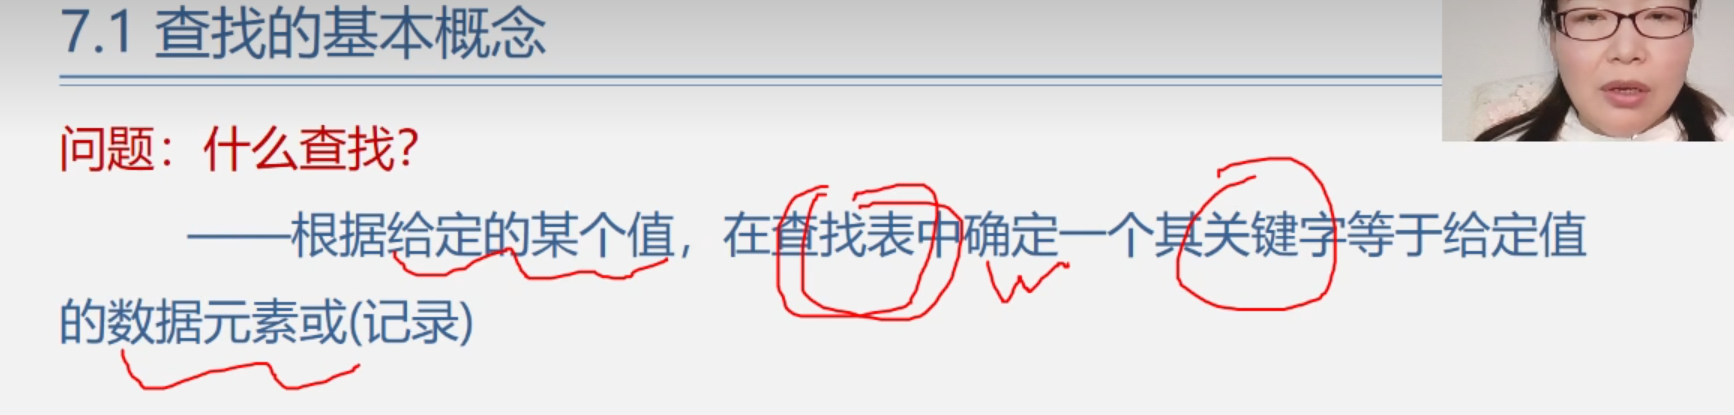 7.1 查找的基本概念
问题：什么查找?
——根据给定的某个值，在查找表中确定一个其关键字等于给定值
的数据元素或(记录)